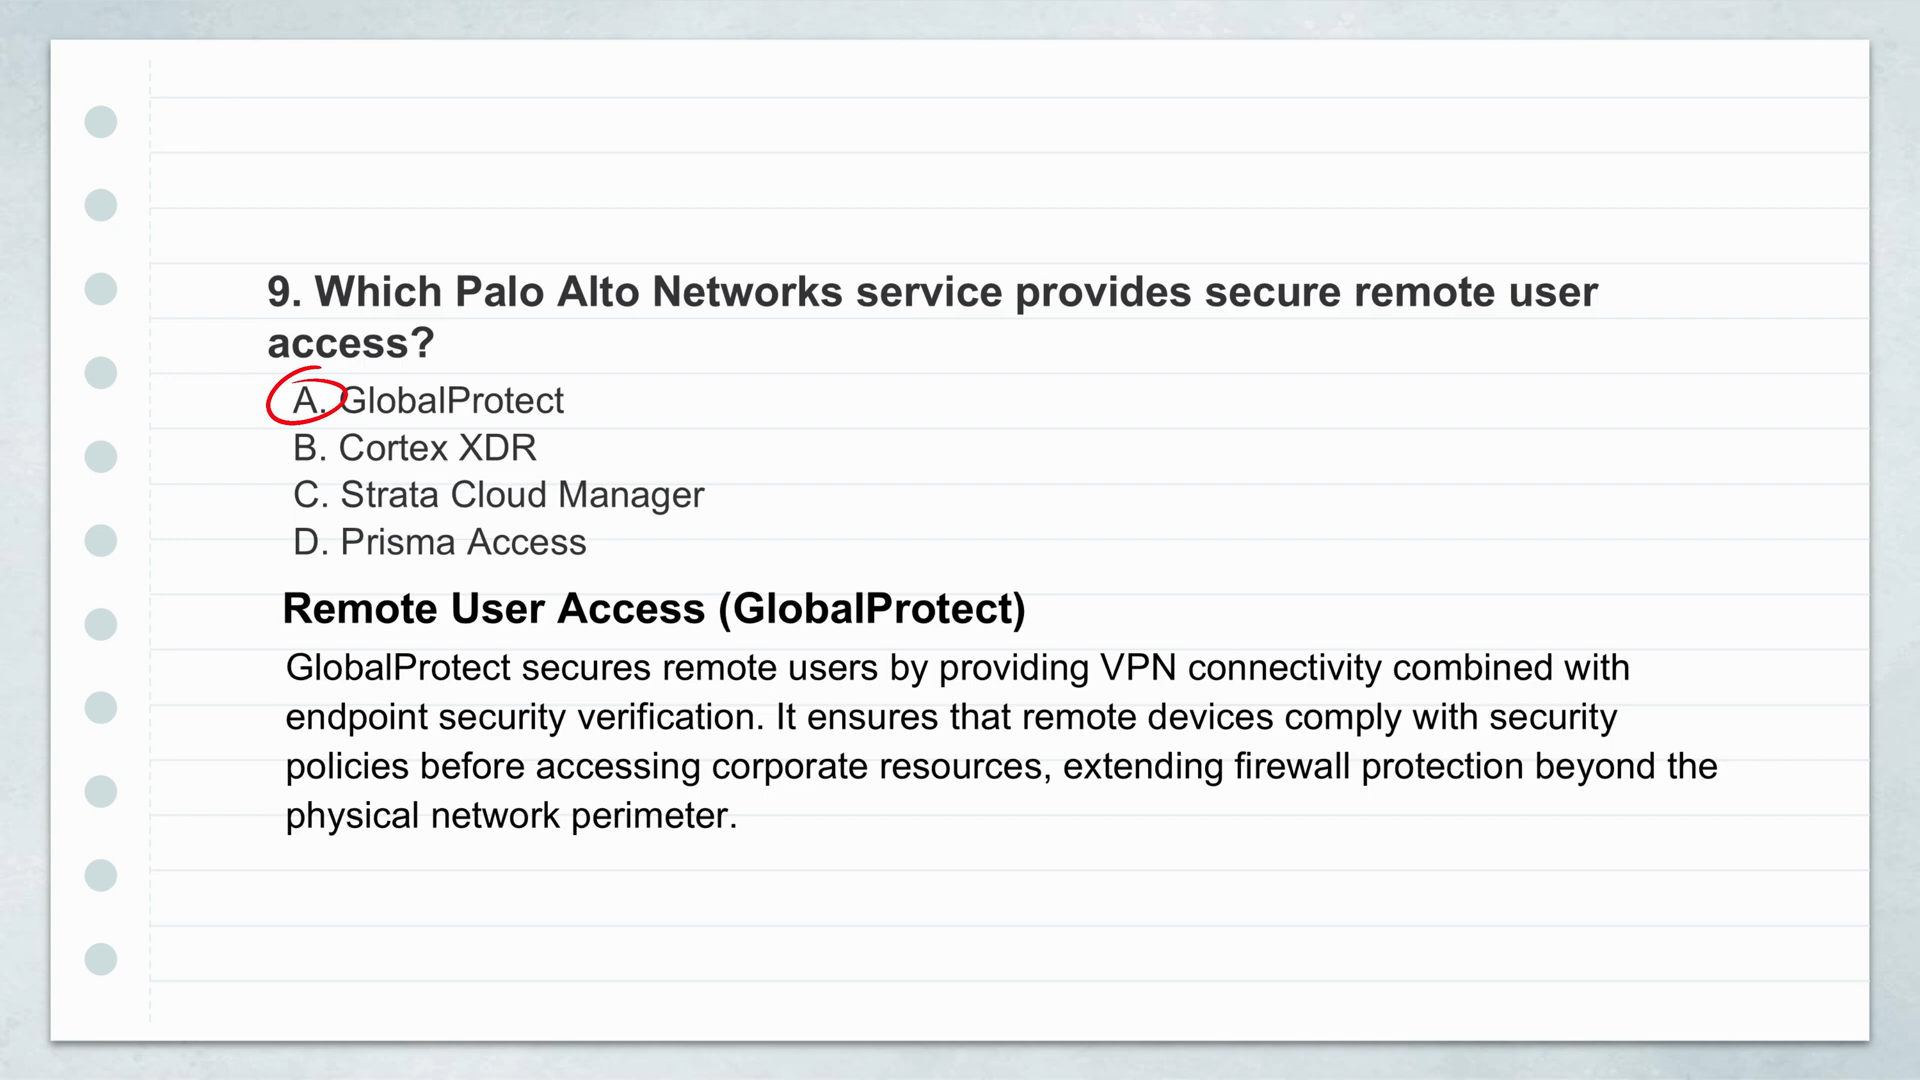 9. Which Palo Alto Networks service provides secure remote user
access?
A. GlobalProtect
B. Cortex XDR
C. Strata Cloud Manager
D. Prisma Access
Remote User Access (GlobalProtect)
GlobalProtect secures remote users by providing VPN connectivity combined with
endpoint security verification. It ensures that remote devices comply with security
policies before accessing corporate resources, extending firewall protection beyond the
physical network perimeter.